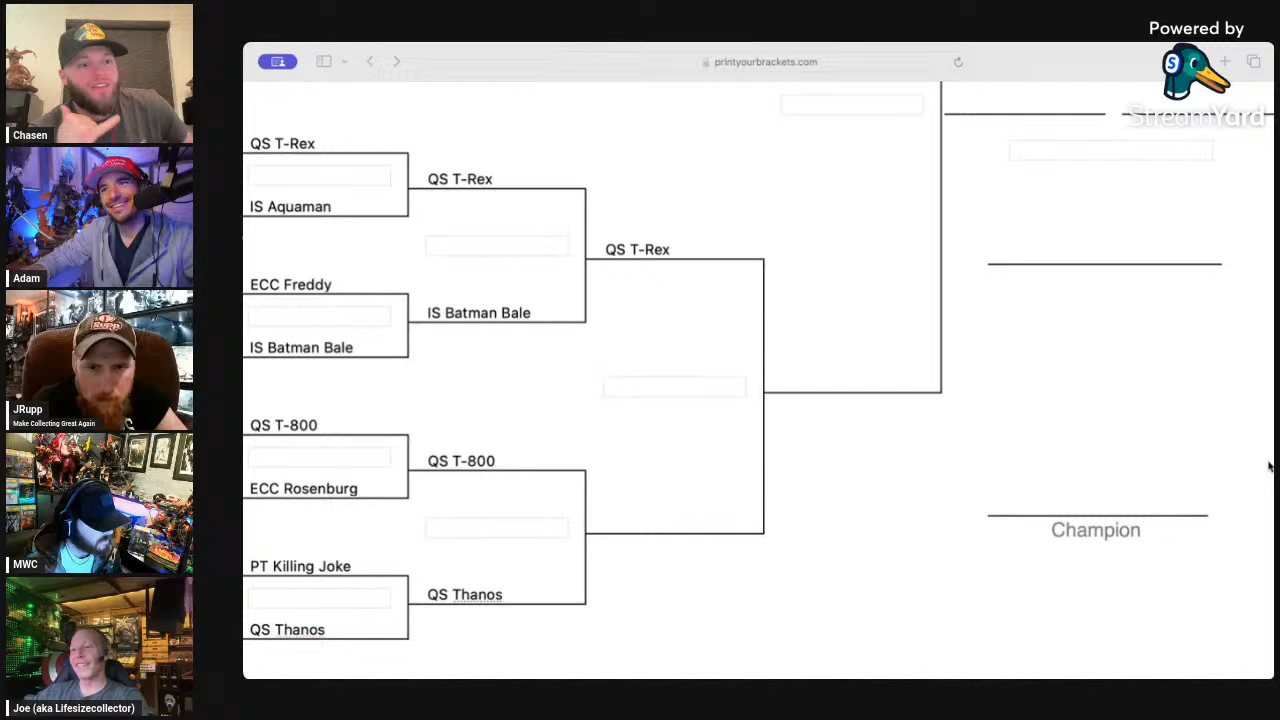 Powered by
StreamYard
printyourbrackets.com
Chasen
Adam
JRupp
Make Collecting Great Again
MWC
Joe (aka Lifesizecollector)
QS T-Rex
IS Aquaman
ECC Freddy
IS Batman Bale
QS T-800
ECC Rosenburg
PT Killing Joke
QS Thanos
QS T-Rex
IS Batman Bale
QS T-800
QS Thanos
QS T-Rex
Champion